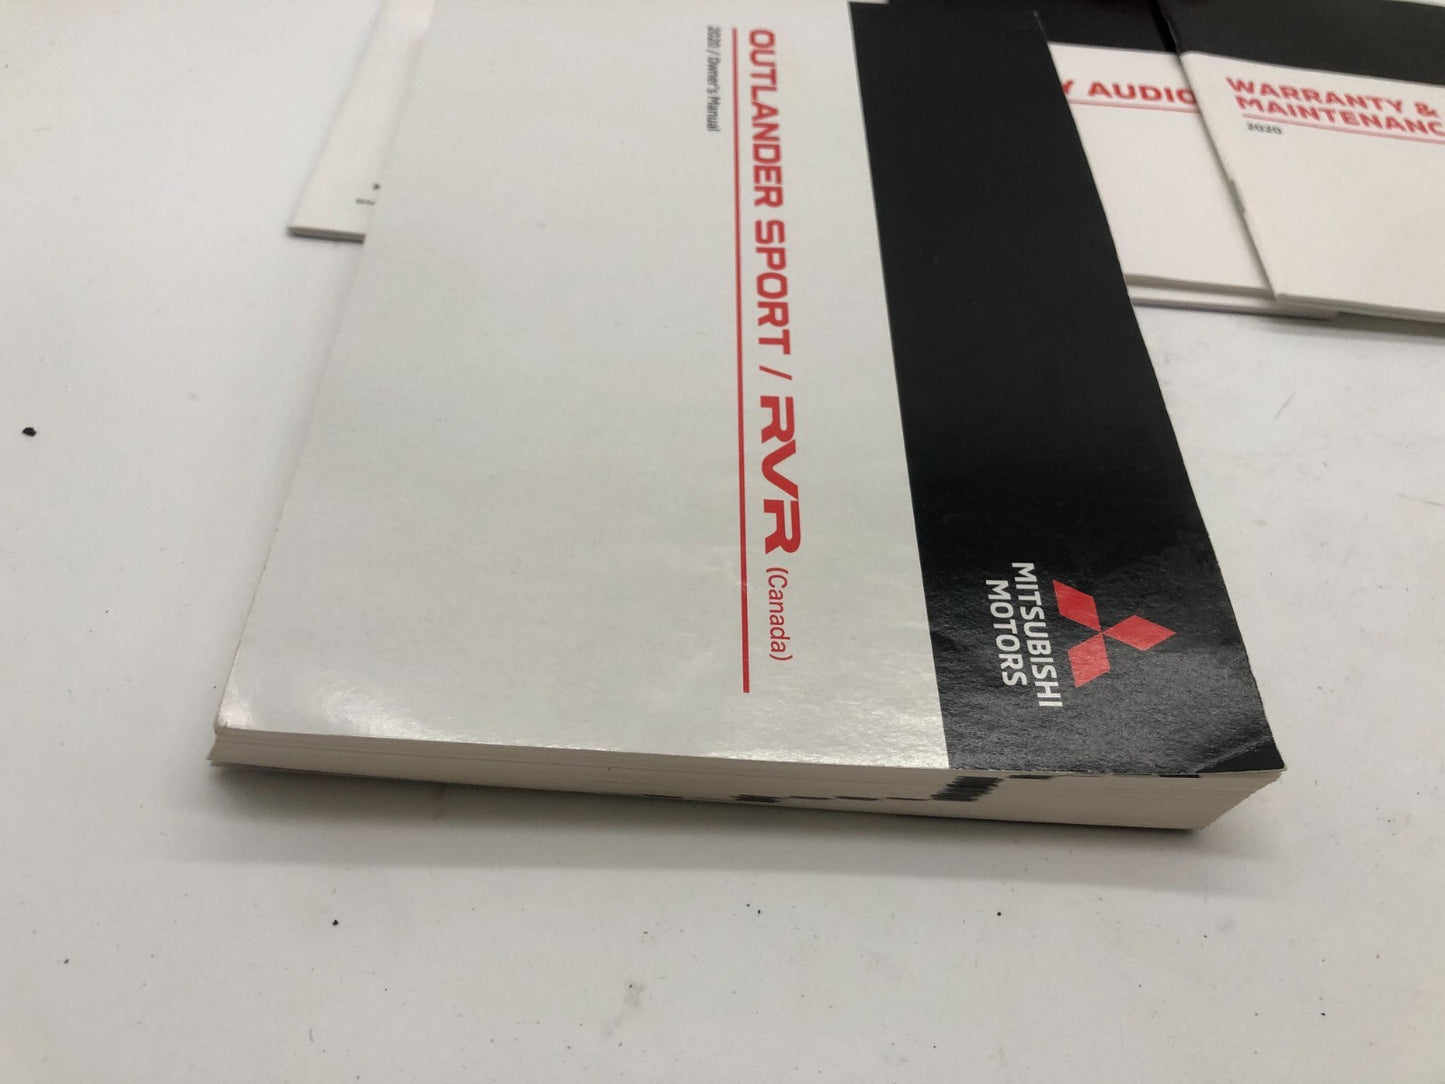 OUTLANDER SPORT / RVR (Canada)
2020 / Owner's Manual
MITSUBISHI
MOTORS
Y AUDIO
WARRANTY &
MAINTENANC
2020